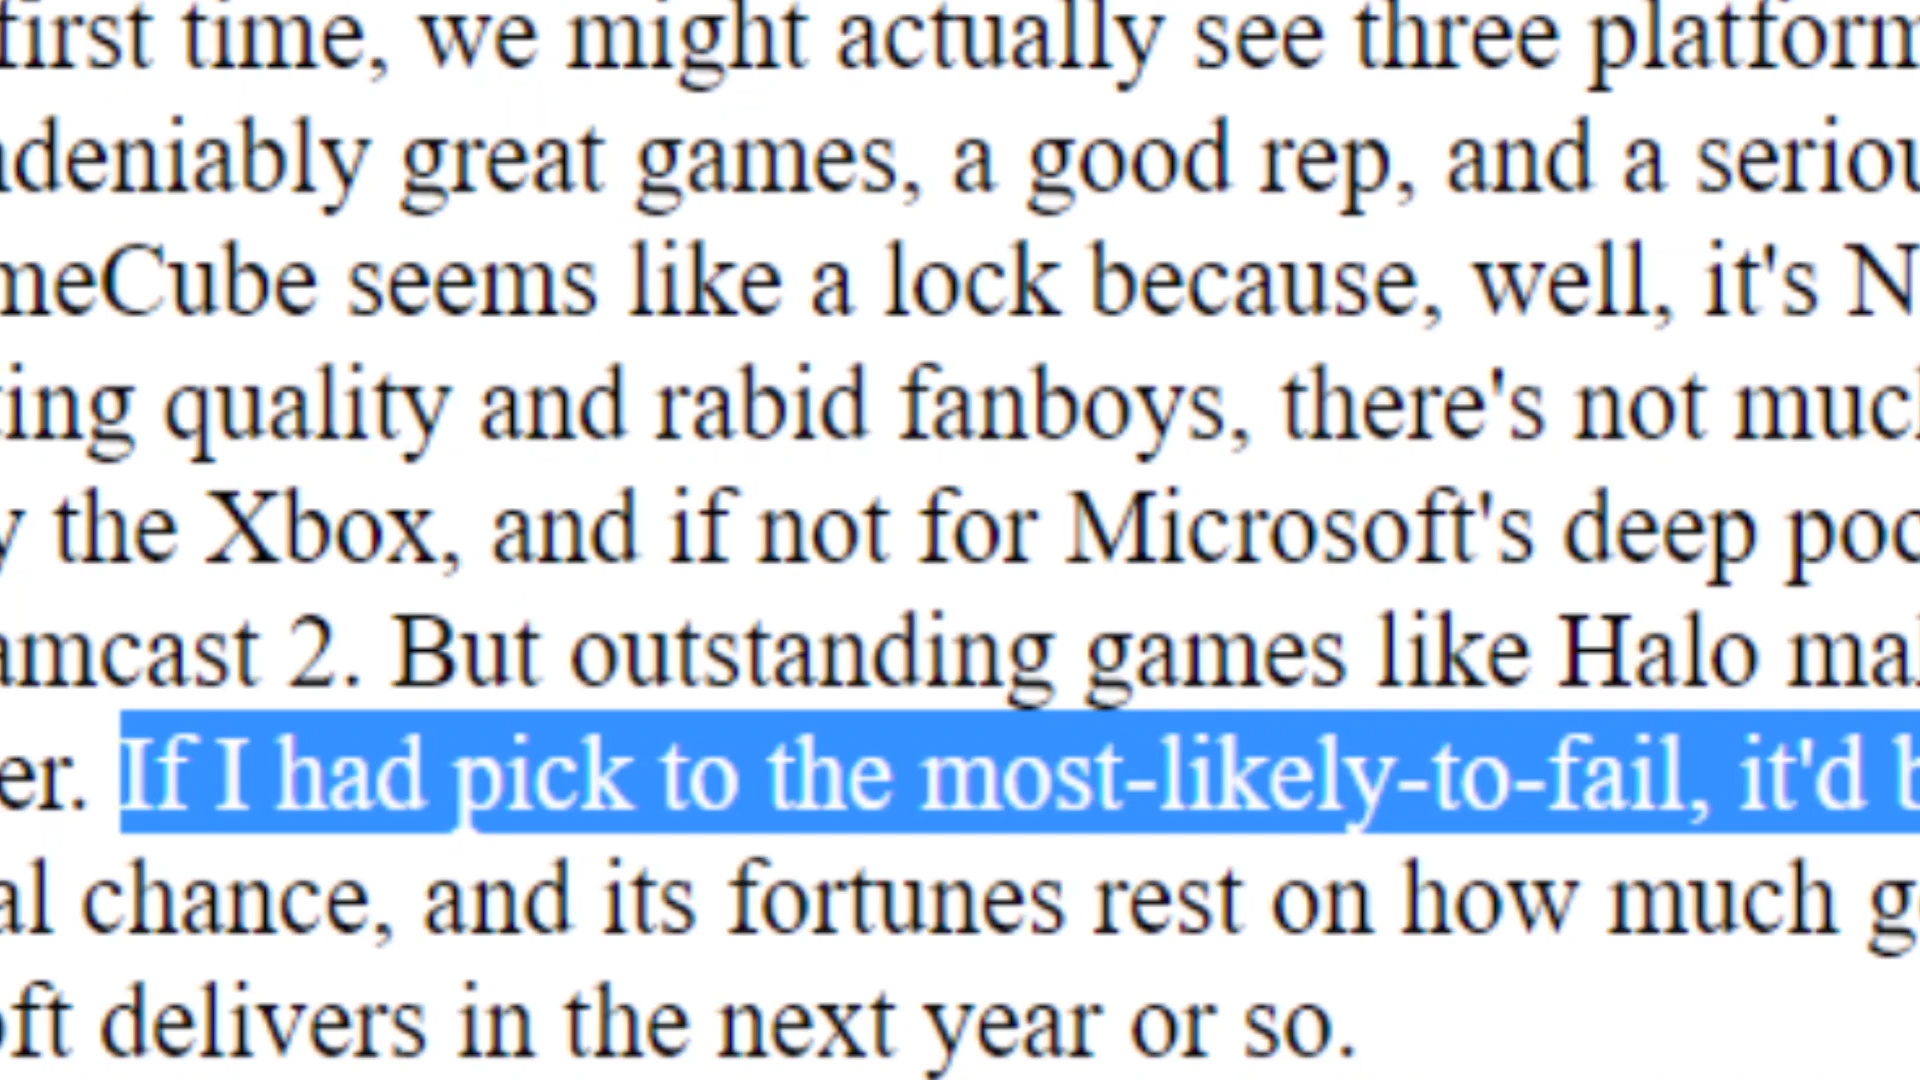 first time, we might actually see three platform
ndeniably great games, a good rep, and a seriou
meCube seems like a lock because, well, it's N
ing quality and rabid fanboys, there's not much
y the Xbox, and if not for Microsoft's deep poc
amcast 2. But outstanding games like Halo mak
er. If I had pick to the most-likely-to-fail, it'd b
al chance, and its fortunes rest on how much g
oft delivers in the next year or so.